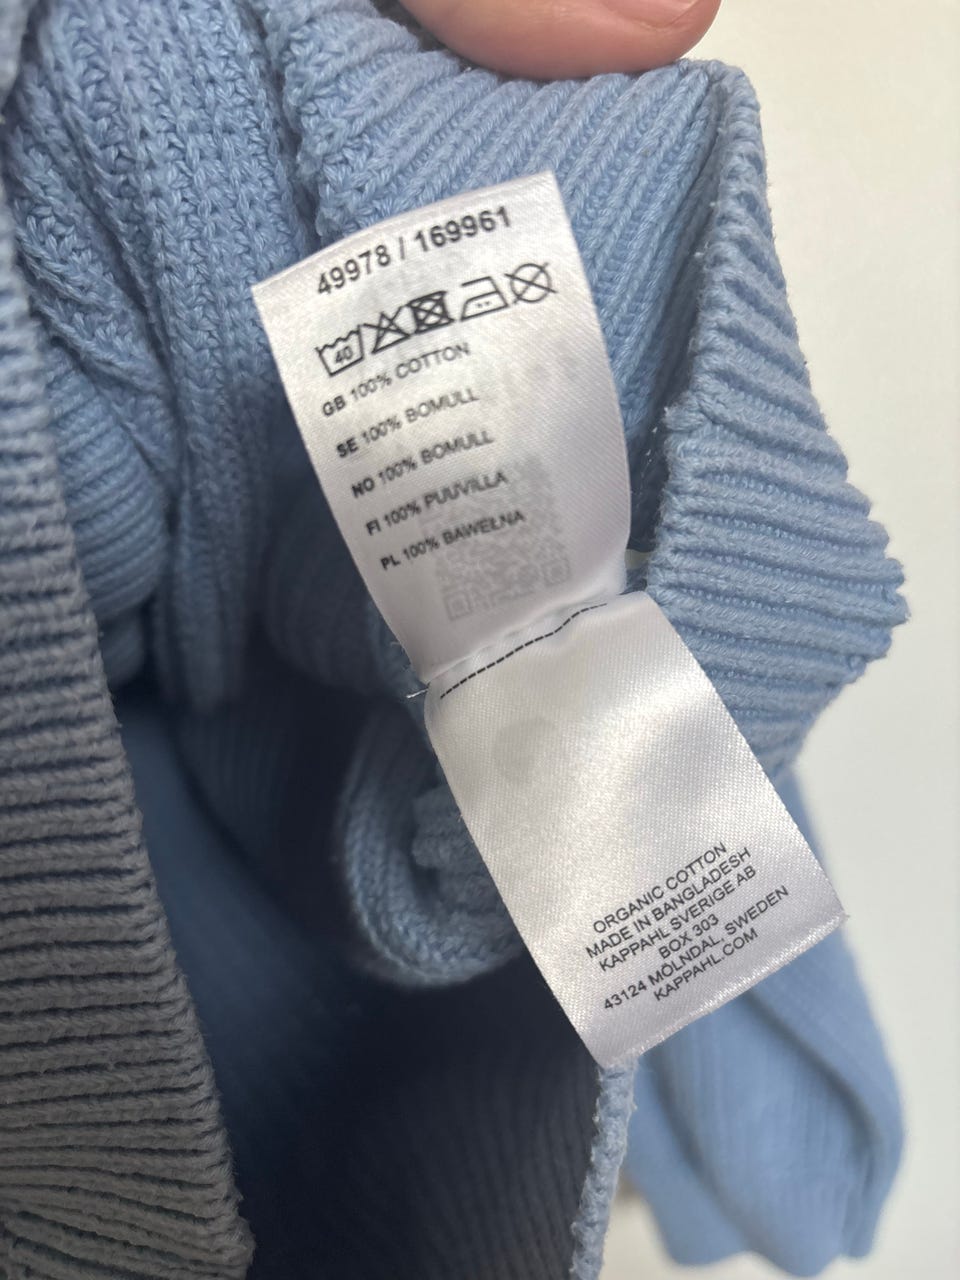 49978 / 169961
40
GB 100% COTTON
SE 100% BOMULL
NO 100% BOMULL
FI 100% PUUVILLA
PL 100% BAWEŁNA
ORGANIC COTTON
MADE IN BANGLADESH
KAPPAHL SVERIGE AB
BOX 303
43124 MÖLNDAL, SWEDEN
KAPPAHL.COM